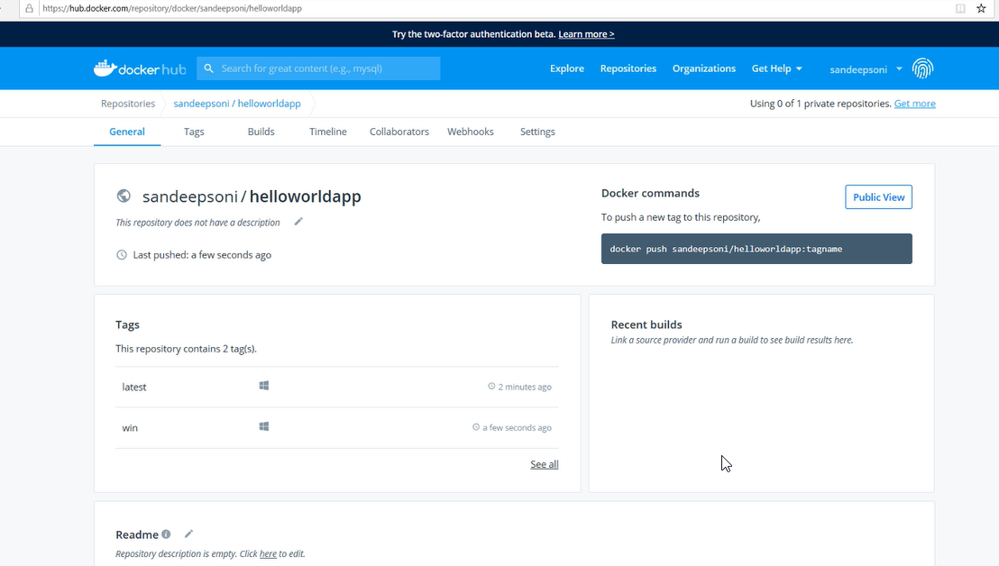 https://hub.docker.com/repository/docker/sandeepsoni/helloworldapp
Try the two-factor authentication beta. Learn more >
docker hub
Search for great content (e.g., mysql)
Explore Repositories Organizations Get Help sandeepsoni
Repositories sandeepsoni / helloworldapp
Using 0 of 1 private repositories. Get more
General Tags Builds Timeline Collaborators Webhooks Settings
sandeepsoni / helloworldapp
This repository does not have a description
Last pushed: a few seconds ago
Docker commands
Public View
To push a new tag to this repository,
docker push sandeepsoni/helloworldapp:tagname
Tags
This repository contains 2 tag(s).
latest 2 minutes ago
win a few seconds ago
See all
Recent builds
Link a source provider and run a build to see build results here.
Readme
Repository description is empty. Click here to edit.